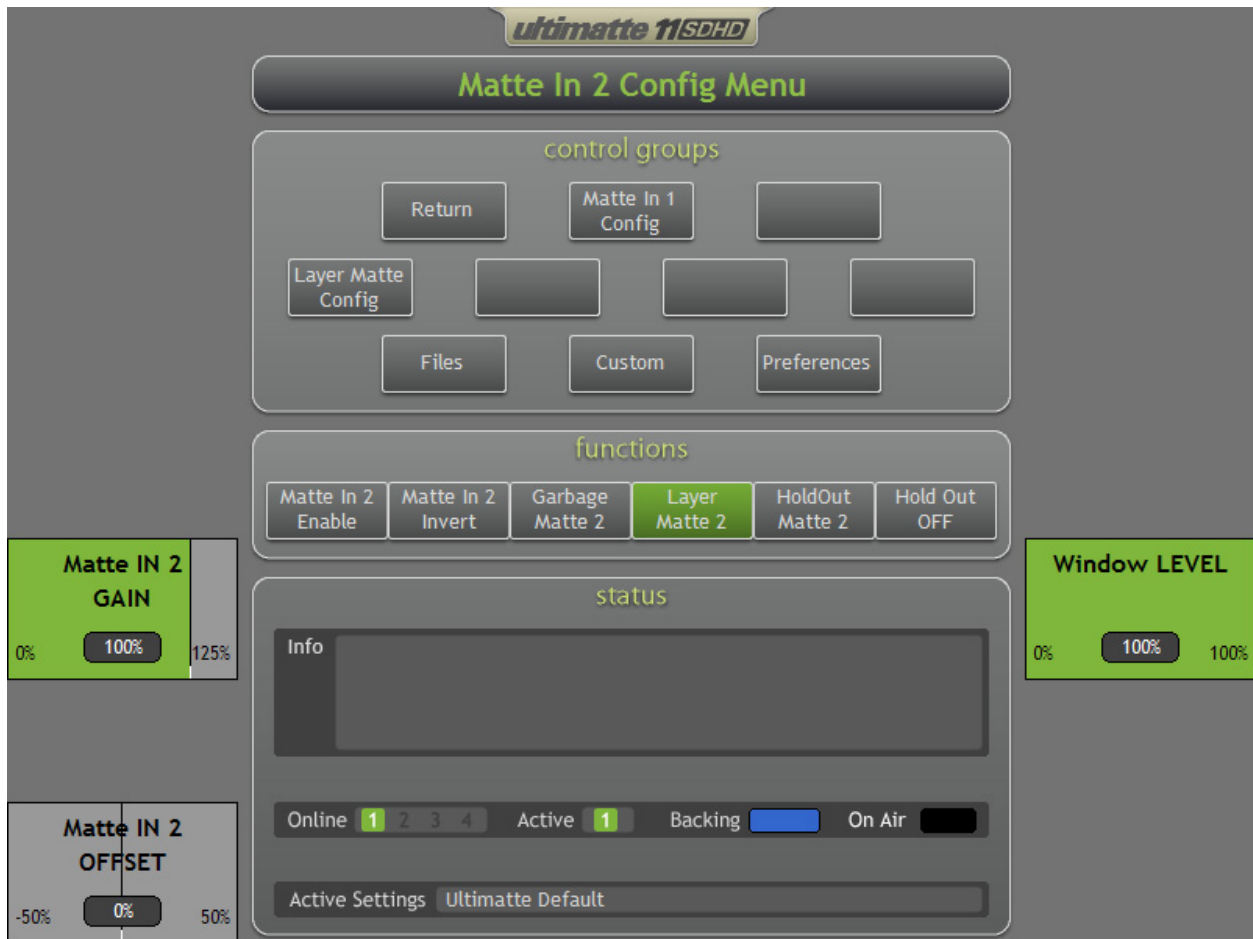 ultimatte 11 SDHD
Matte In 2 Config Menu
control groups
Return
Matte In 1
Config
Layer Matte
Config
Files
Custom
Preferences
functions
Matte In 2
Enable
Matte In 2
Invert
Garbage
Matte 2
Layer
Matte 2
HoldOut
Matte 2
Hold Out
OFF
Matte IN 2
GAIN
0%
100%
125%
Window LEVEL
0%
100%
100%
status
Info
Online 1 2 3 4 Active 1 Backing On Air
Matte IN 2
OFFSET
-50%
0%
50%
Active Settings Ultimatte Default